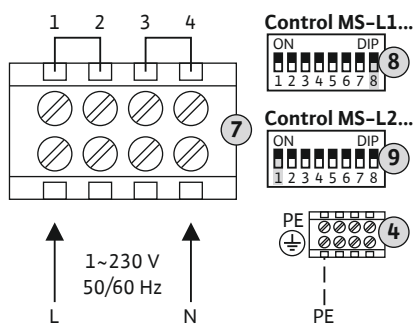 1 2 3 4
7
1~230 V
50/60 Hz
L N
Control MS-L1...
ON DIP
1 2 3 4 5 6 7 8
8
Control MS-L2...
ON DIP
1 2 3 4 5 6 7 8
9
PE
4
PE